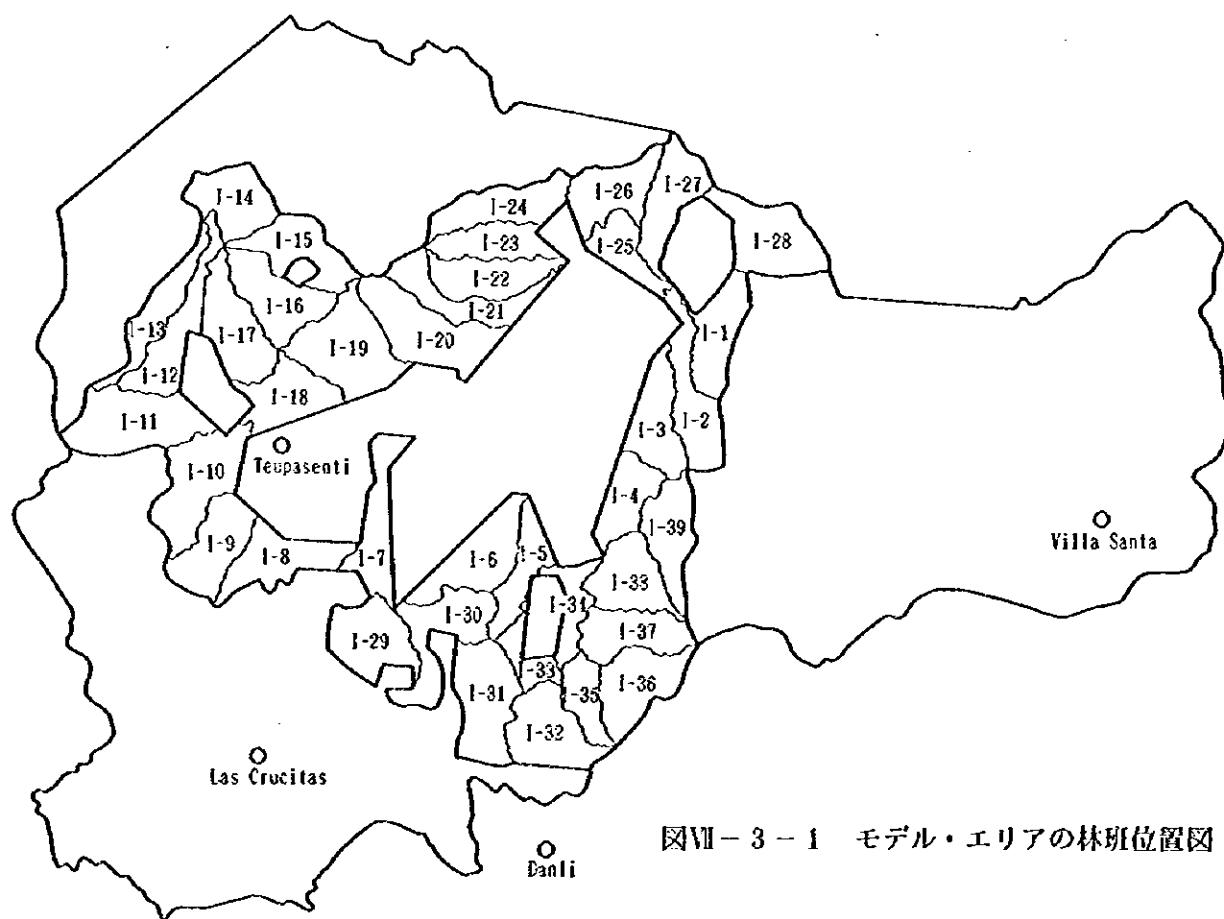 I-14
I-15
I-16
I-13
I-17
I-12
I-11
I-19
I-18
I-20
I-21
I-22
I-23
I-24
I-26
I-25
I-27
I-28
I-1
I-2
I-3
I-4
I-39
I-10
Teupasenti
I-9
I-8
I-7
I-6
I-5
I-34
I-33
I-37
I-30
I-29
I-31
-33
I-35
I-36
I-32
Villa Santa
Las Crucitas
Danli
図Ⅶ-3-1 モデル・エリアの林班位置図